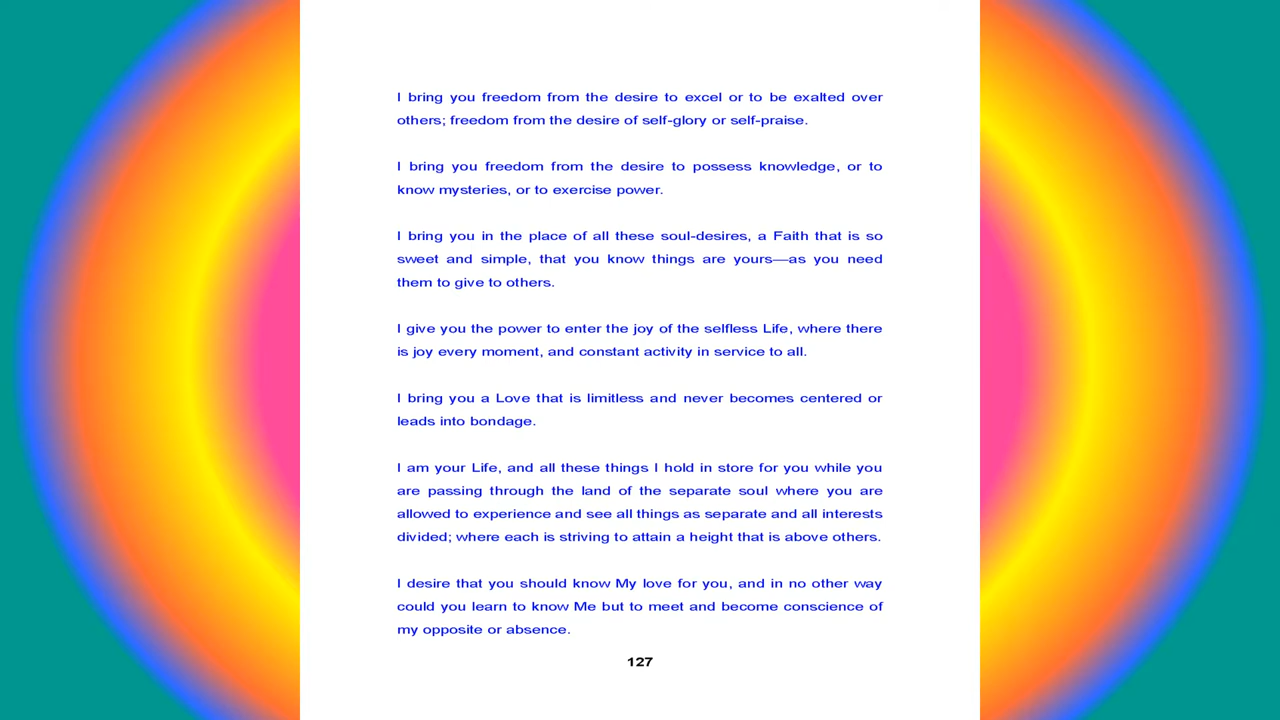 I bring you freedom from the desire to excel or to be exalted over
others; freedom from the desire of self-glory or self-praise.
I bring you freedom from the desire to possess knowledge, or to
know mysteries, or to exercise power.
I bring you in the place of all these soul-desires, a Faith that is so
sweet and simple, that you know things are yours—as you need
them to give to others.
I give you the power to enter the joy of the selfless Life, where there
is joy every moment, and constant activity in service to all.
I bring you a Love that is limitless and never becomes centered or
leads into bondage.
I am your Life, and all these things I hold in store for you while you
are passing through the land of the separate soul where you are
allowed to experience and see all things as separate and all interests
divided; where each is striving to attain a height that is above others.
I desire that you should know My love for you, and in no other way
could you learn to know Me but to meet and become conscience of
my opposite or absence.
127